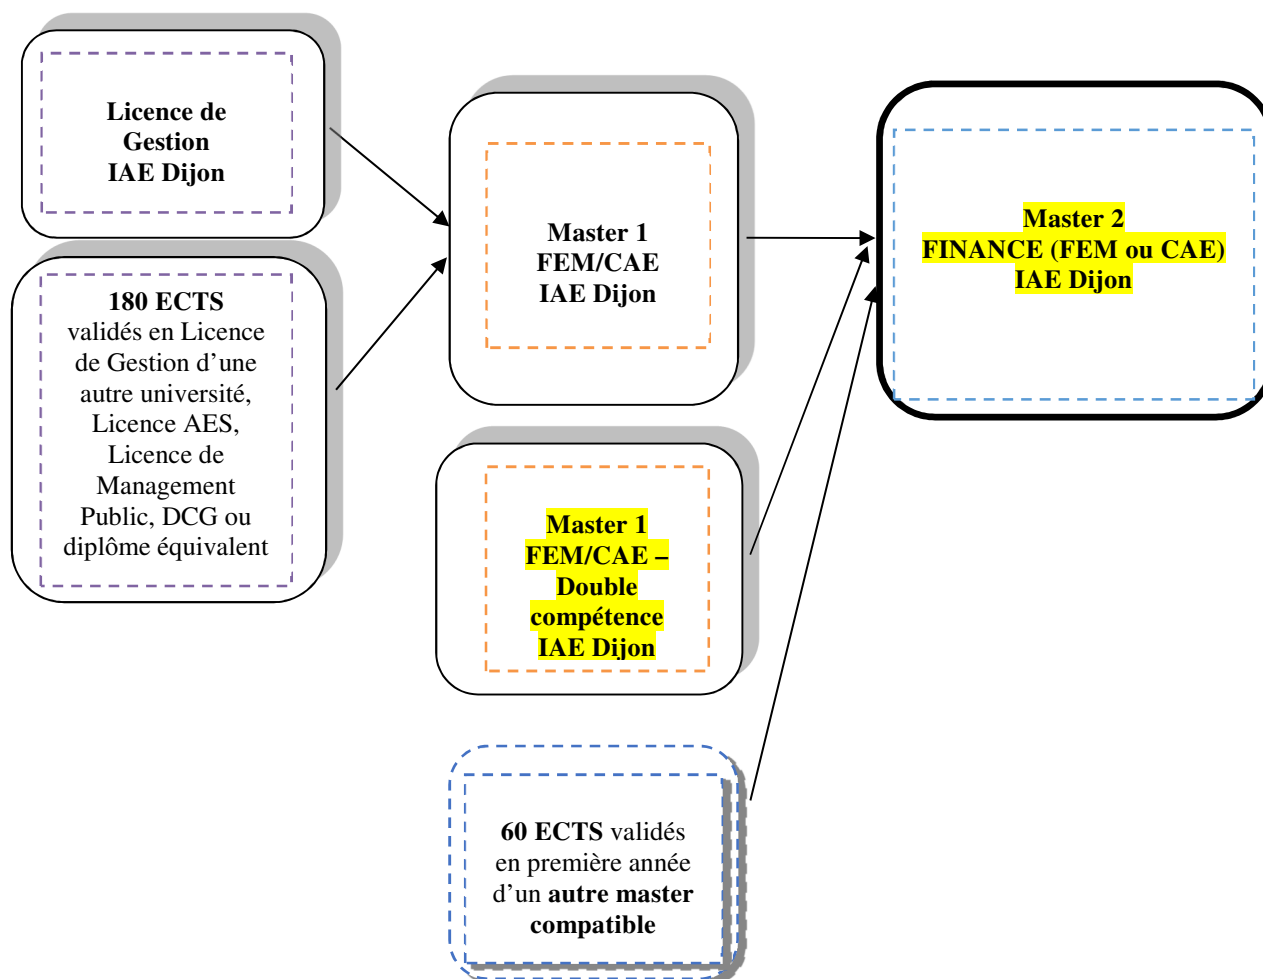 Licence de
Gestion
IAE Dijon
180 ECTS
validés en Licence
de Gestion d’une
autre université,
Licence AES,
Licence de
Management
Public, DCG ou
diplôme équivalent
Master 1
FEM/CAE
IAE Dijon
Master 1
FEM/CAE –
Double
compétence
IAE Dijon
60 ECTS validés
en première année
d’un autre master
compatible
Master 2
FINANCE (FEM ou CAE)
IAE Dijon